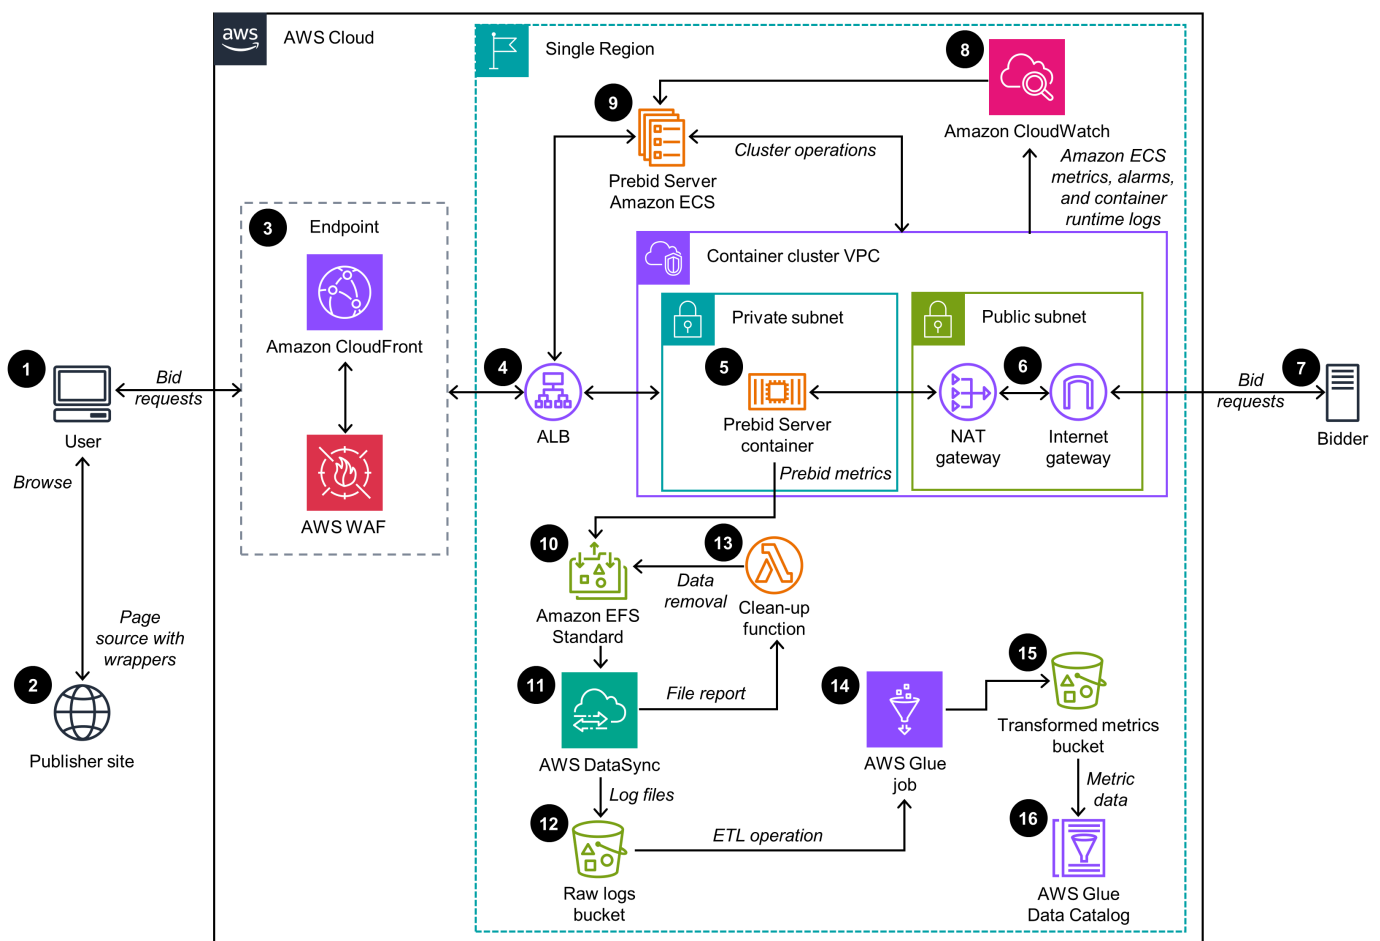 aws
AWS Cloud
Single Region
8
Amazon CloudWatch
9
Prebid Server
Amazon ECS
Cluster operations
Amazon ECS
metrics, alarms,
and container
runtime logs
3
Endpoint
Amazon CloudFront
AWS WAF
Container cluster VPC
Private subnet
Public subnet
1
User
Bid
requests
4
ALB
5
Prebid Server
container
6
NAT
gateway
Internet
gateway
Bid
requests
7
Bidder
Browse
Page
source with
wrappers
2
Publisher site
Prebid metrics
10
Amazon EFS
Standard
13
Data
removal
Clean-up
function
11
AWS DataSync
File report
14
AWS Glue
job
15
Transformed metrics
bucket
Log files
12
Raw logs
bucket
ETL operation
Metric
data
16
AWS Glue
Data Catalog